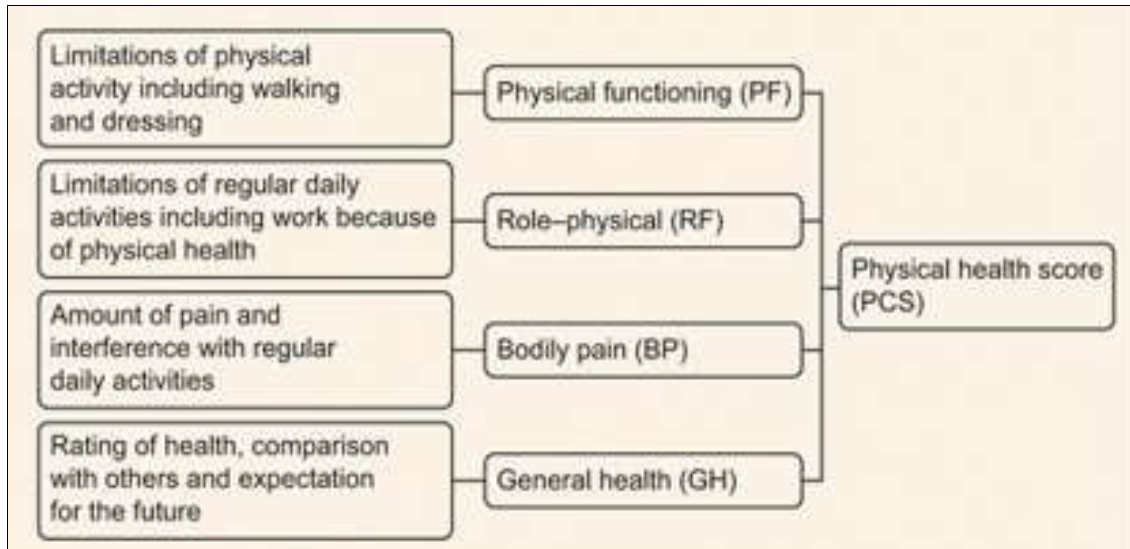 Limitations of physical
activity including walking
and dressing
Physical functioning (PF)
Limitations of regular daily
activities including work because
of physical health
Role–physical (RF)
Physical health score
(PCS)
Amount of pain and
interference with regular
daily activities
Bodily pain (BP)
Rating of health, comparison
with others and expectation
for the future
General health (GH)